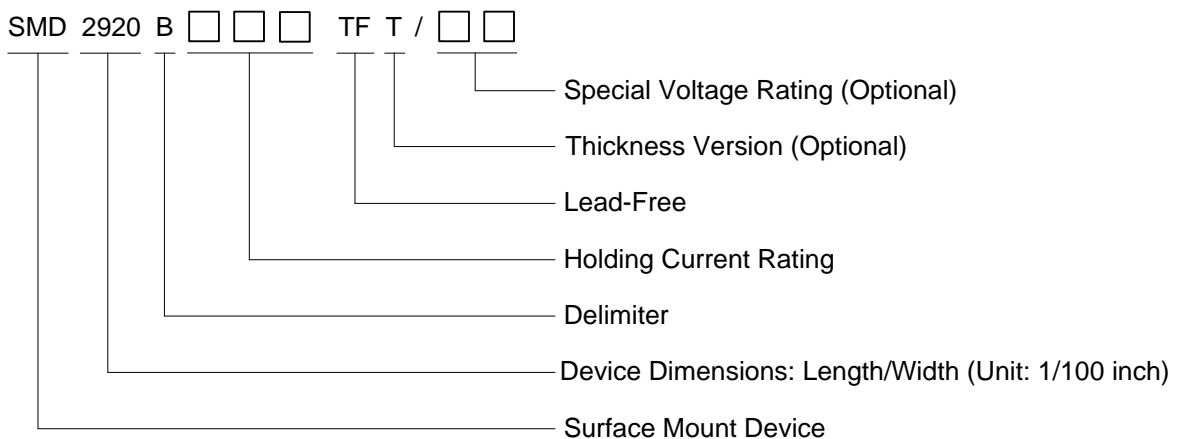 SMD 2920 B □ □ □ TF T / □ □
Special Voltage Rating (Optional)
Thickness Version (Optional)
Lead-Free
Holding Current Rating
Delimiter
Device Dimensions: Length/Width (Unit: 1/100 inch)
Surface Mount Device